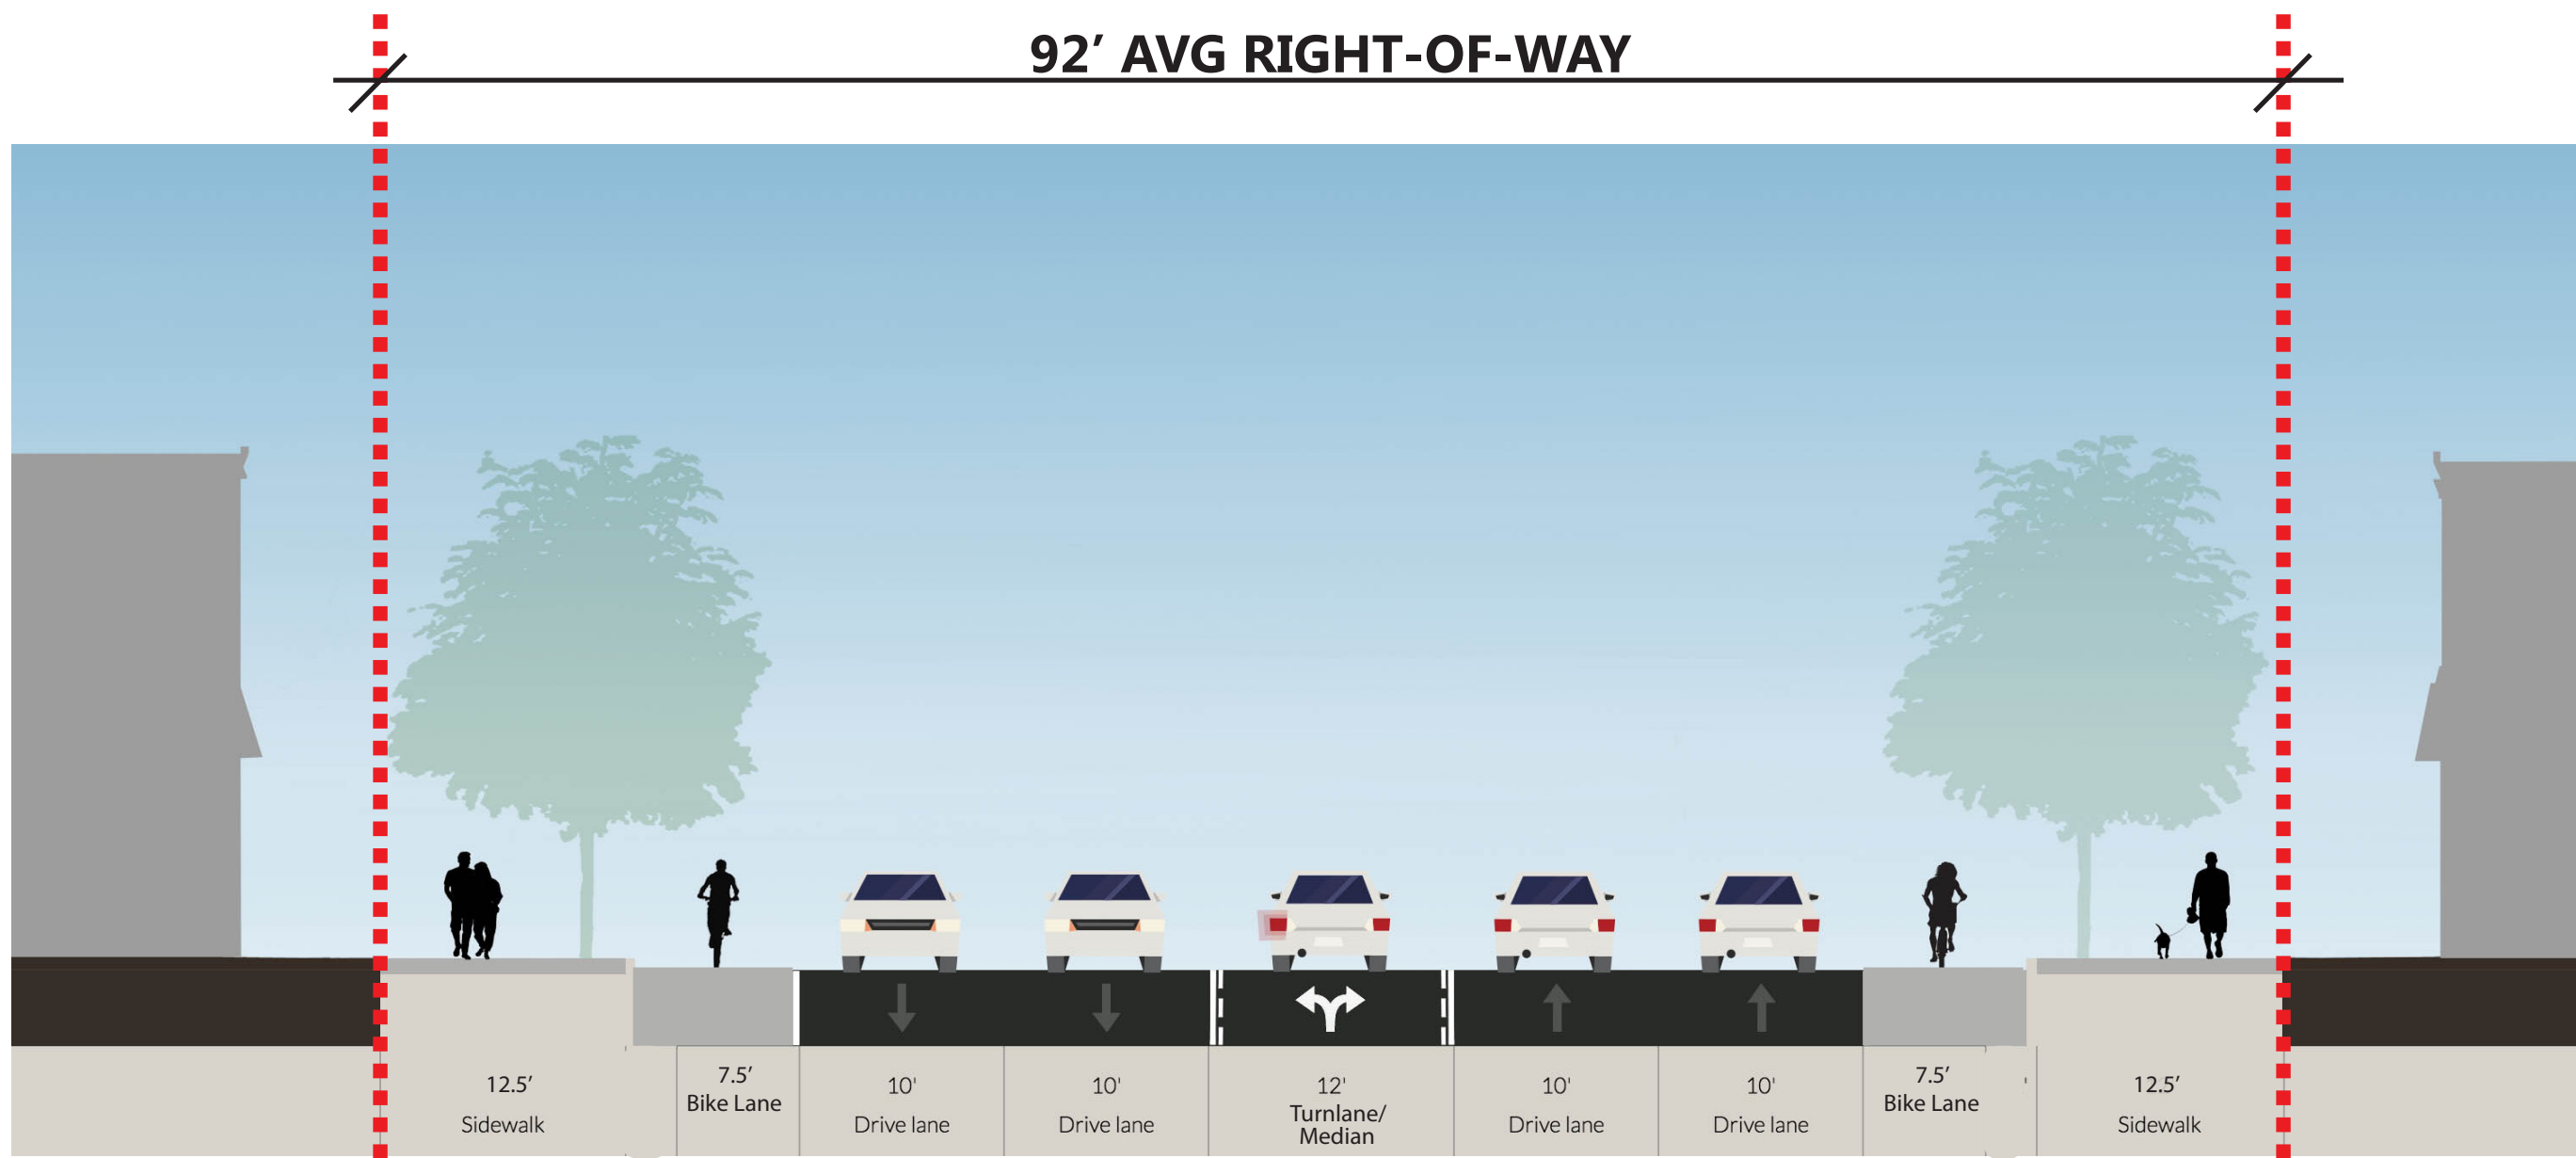 92’ AVG RIGHT-OF-WAY
12.5’
Sidewalk
7.5’
Bike Lane
10'
Drive lane
10'
Drive lane
12'
Turnlane/
Median
10'
Drive lane
10'
Drive lane
7.5’
Bike Lane
12.5’
Sidewalk